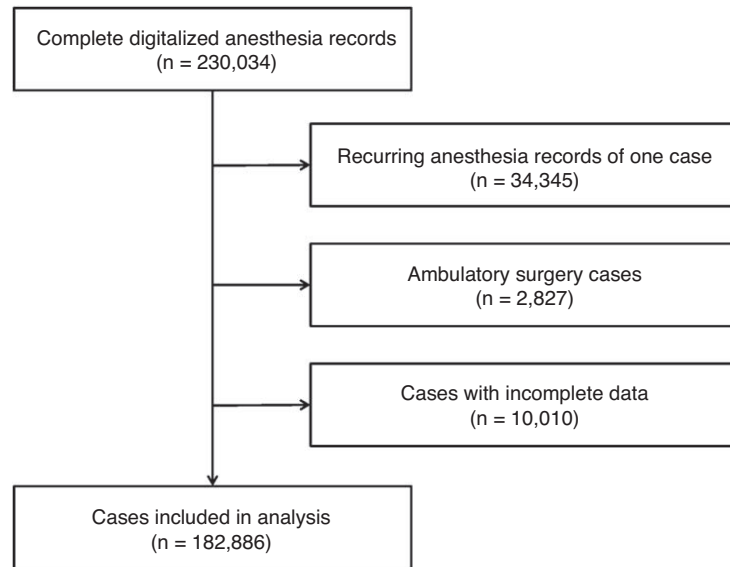 Complete digitalized anesthesia records
(n = 230,034)
Recurring anesthesia records of one case
(n = 34,345)
Ambulatory surgery cases
(n = 2,827)
Cases with incomplete data
(n = 10,010)
Cases included in analysis
(n = 182,886)